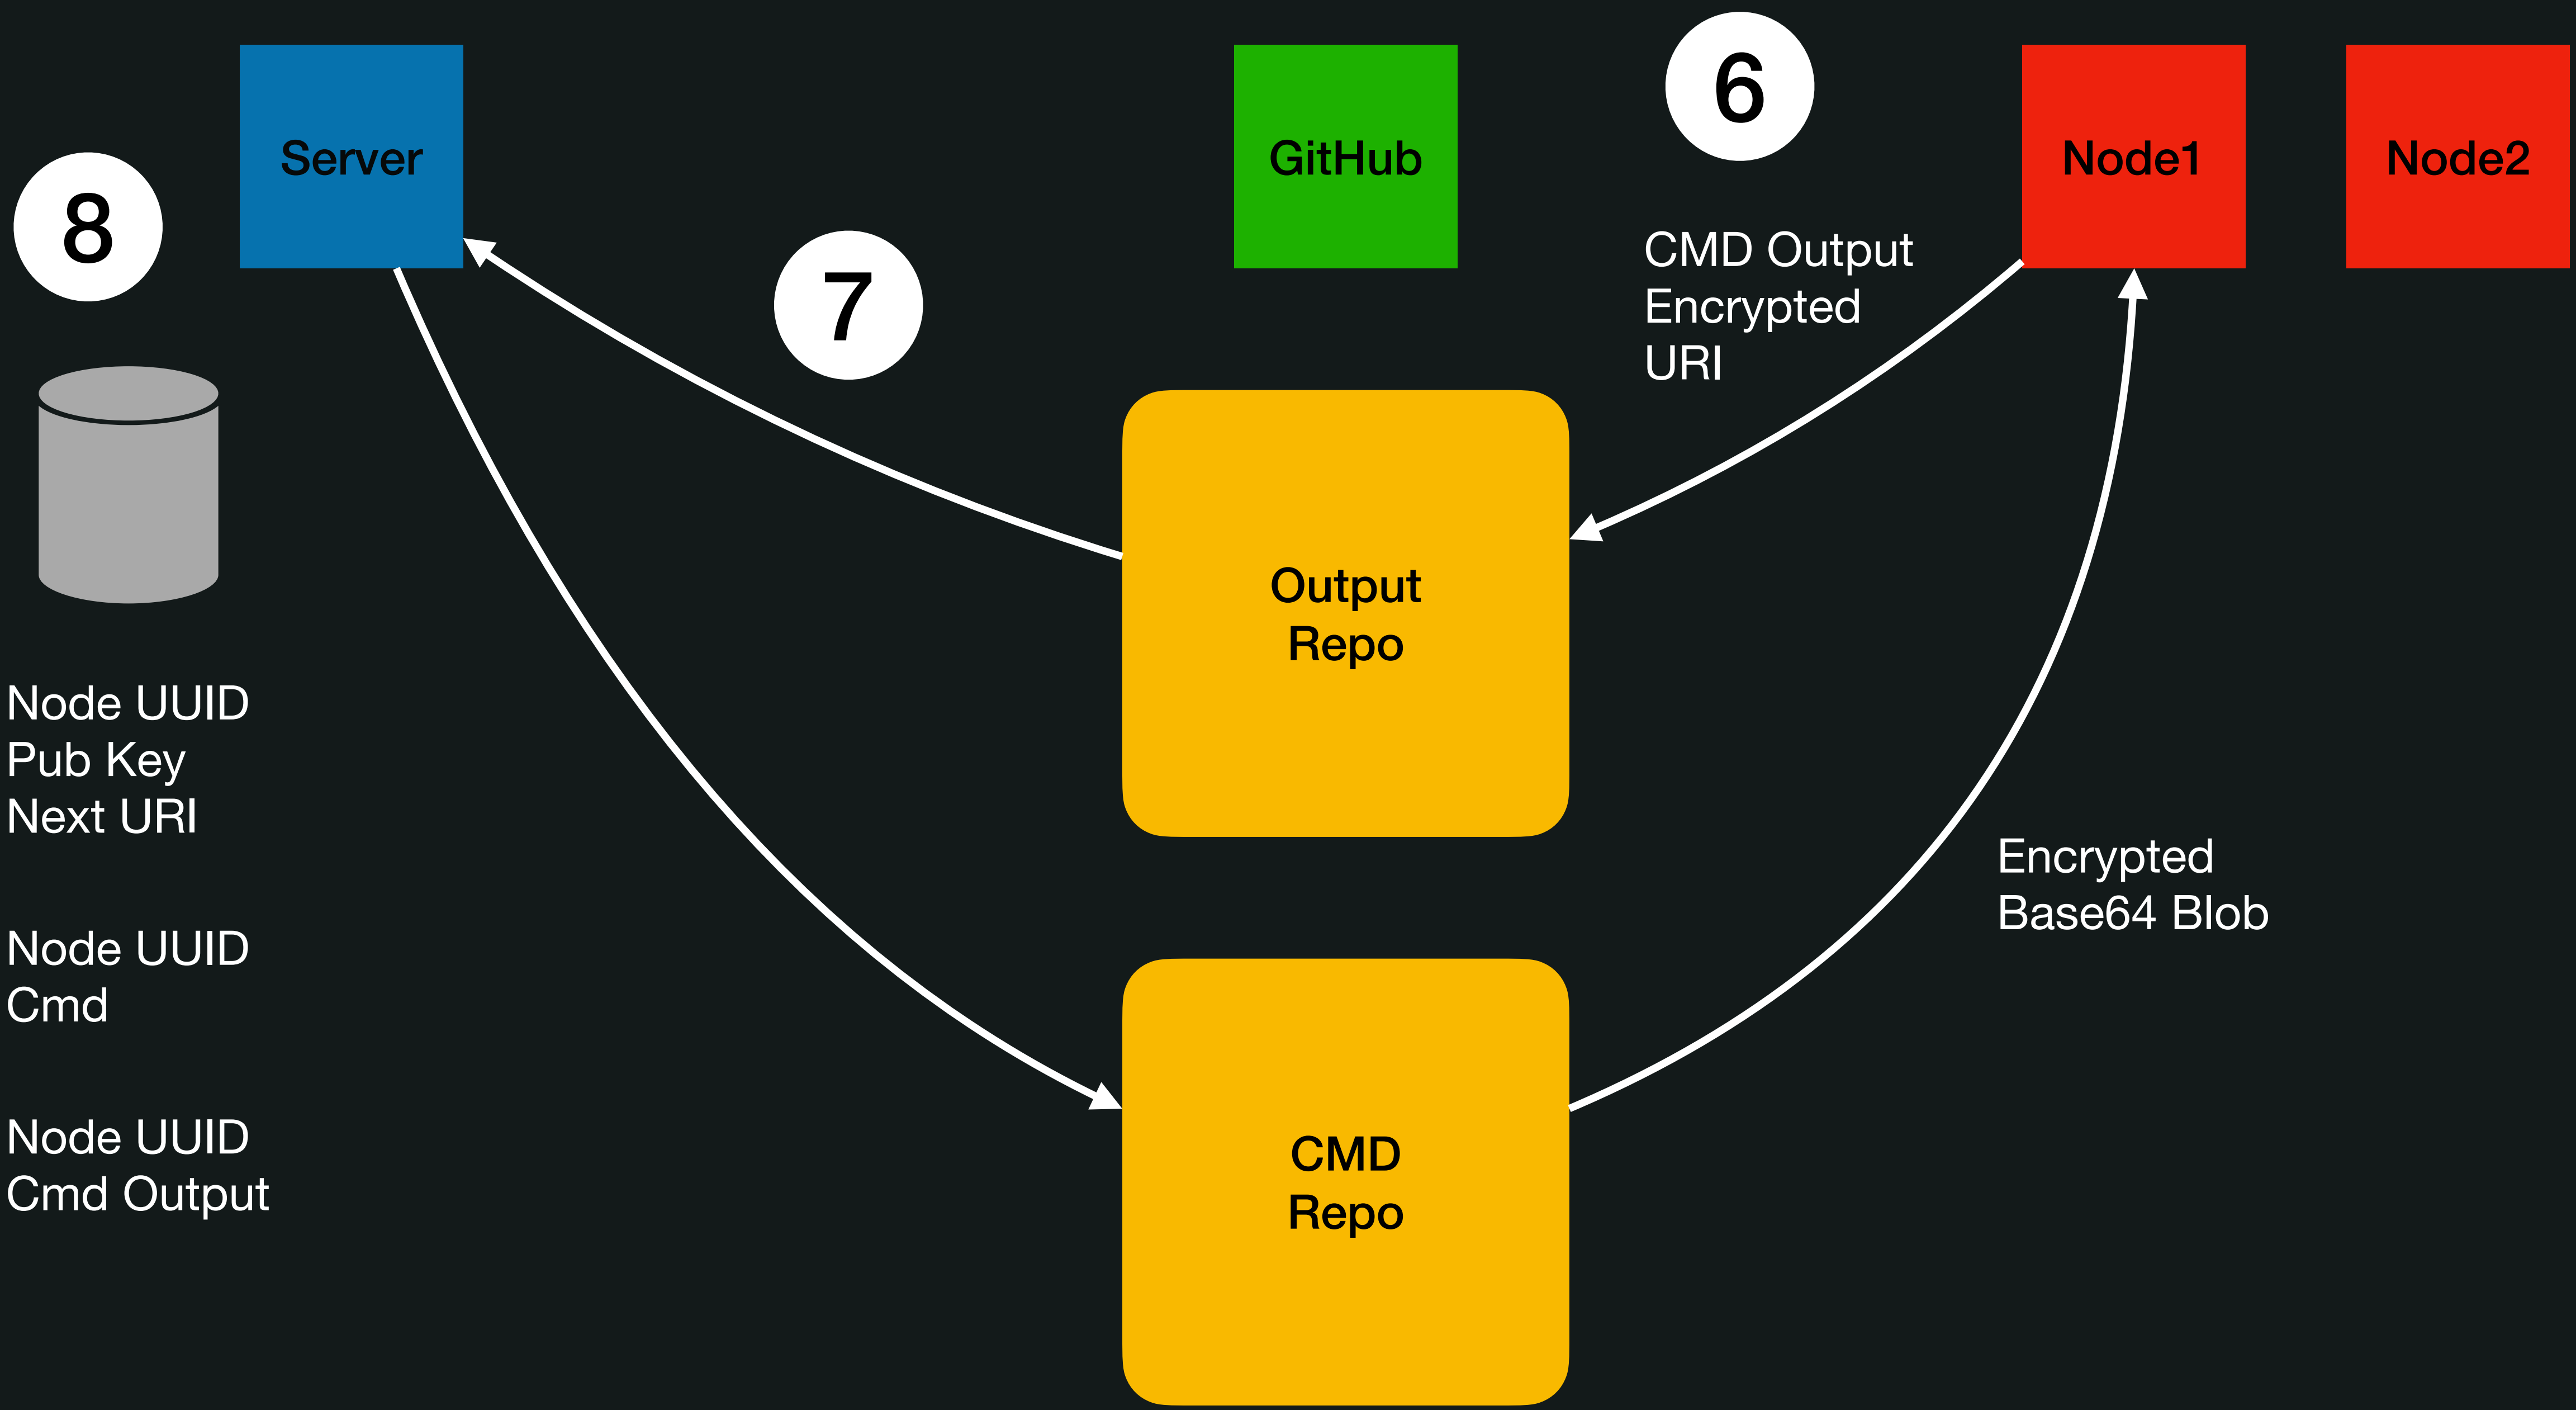 Server
GitHub
6
Node1
Node2
8
7
CMD Output
Encrypted
URI
Output
Repo
Node UUID
Pub Key
Next URI
Encrypted
Base64 Blob
Node UUID
Cmd
Node UUID
Cmd Output
CMD
Repo